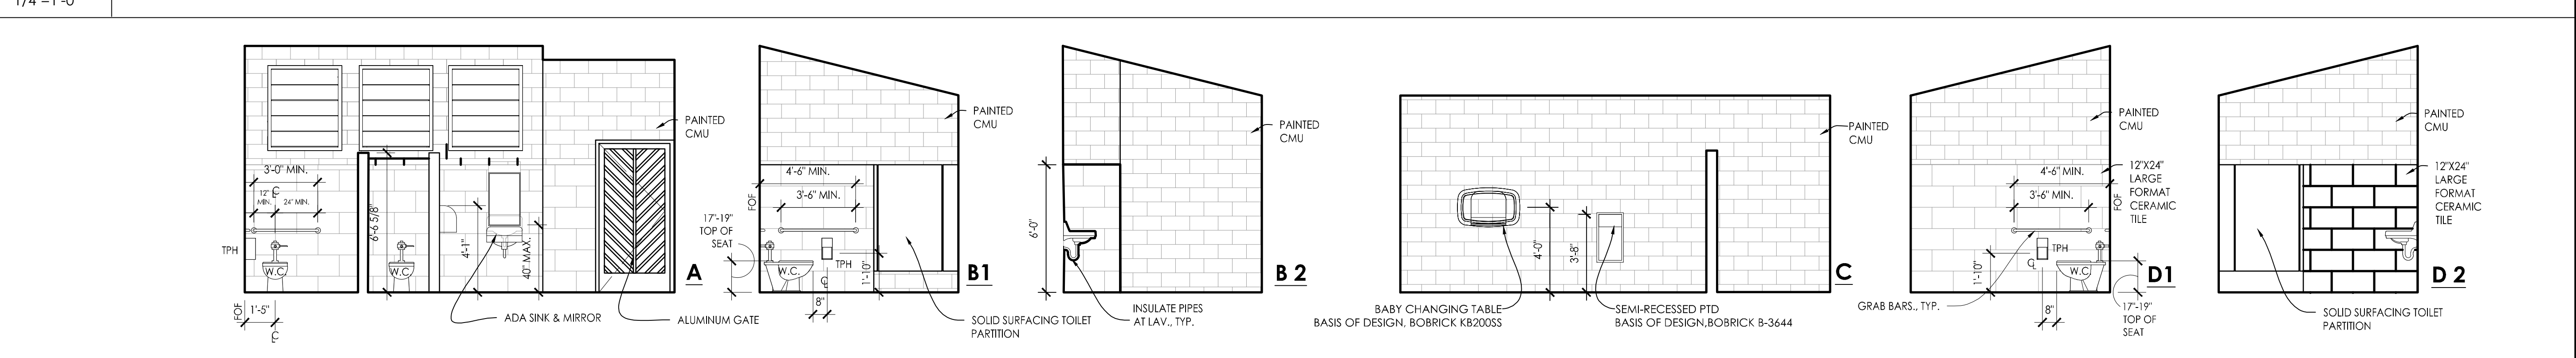 1/4"=1'-0"
PAINTED
CMU
3'-0" MIN.
12"
MIN.
℄
24" MIN.
6'-6 5/8"
4'-1"
40" MAX.
TPH
W.C
W.C
FOF
1'-5"
℄
ADA SINK & MIRROR
ALUMINUM GATE
A
PAINTED
CMU
4'-6" MIN.
3'-6" MIN.
FOF
17"-19"
TOP OF
SEAT
W.C.
TPH
1'-10"
℄
8"
SOLID SURFACING TOILET
PARTITION
B1
PAINTED
CMU
6'-0"
INSULATE PIPES
AT LAV., TYP.
B 2
PAINTED
CMU
4'-0"
3'-8"
BABY CHANGING TABLE
BASIS OF DESIGN, BOBRICK KB200SS
SEMI-RECESSED PTD
BASIS OF DESIGN,BOBRICK B-3644
C
PAINTED
CMU
12"X24"
LARGE
FORMAT
CERAMIC
TILE
4'-6" MIN.
3'-6" MIN.
FOF
TPH
℄
W.C
1'-10"
GRAB BARS., TYP.
8"
17"-19"
TOP OF
SEAT
D1
PAINTED
CMU
12"X24"
LARGE
FORMAT
CERAMIC
TILE
SOLID SURFACING TOILET
PARTITION
D 2